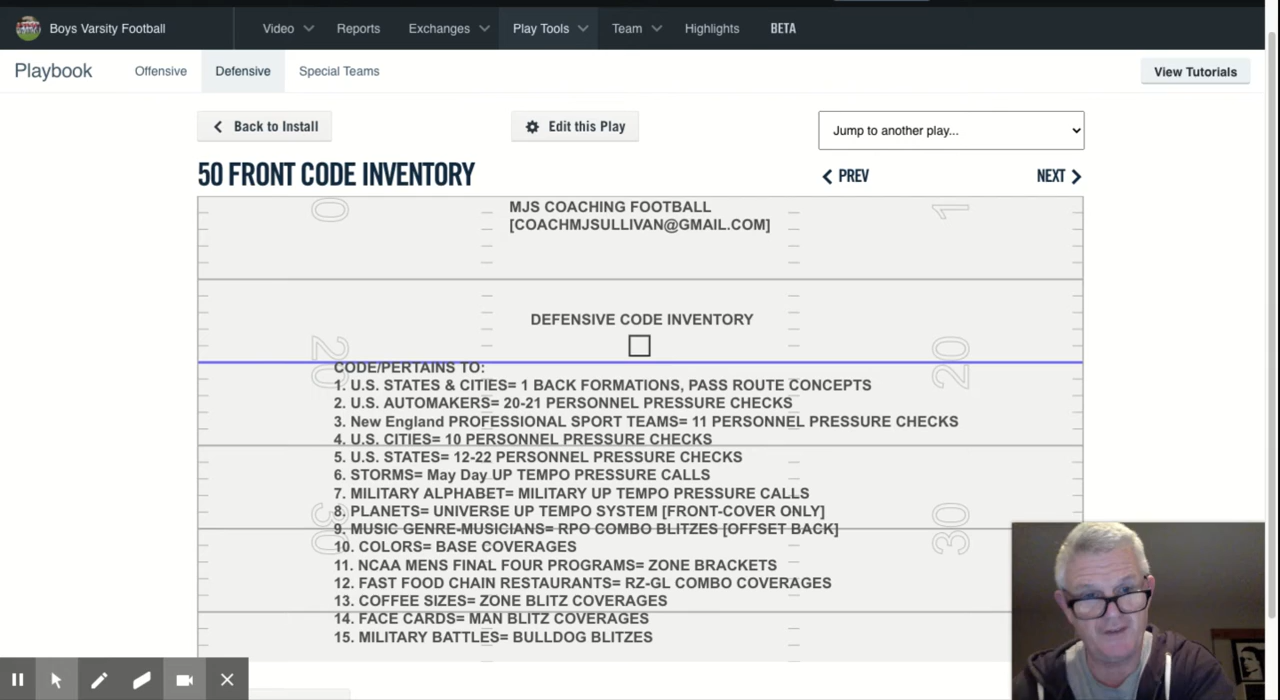 Boys Varsity Football
Video Reports Exchanges Play Tools Team Highlights BETA
Playbook Offensive Defensive Special Teams View Tutorials
Back to Install Edit this Play Jump to another play...
50 FRONT CODE INVENTORY PREV NEXT
0 1
MJS COACHING FOOTBALL
[COACHMJSULLIVAN@GMAIL.COM]
DEFENSIVE CODE INVENTORY
20 20
CODE/PERTAINS TO:
1. U.S. STATES & CITIES= 1 BACK FORMATIONS, PASS ROUTE CONCEPTS
2. U.S. AUTOMAKERS= 20-21 PERSONNEL PRESSURE CHECKS
3. New England PROFESSIONAL SPORT TEAMS= 11 PERSONNEL PRESSURE CHECKS
4. U.S. CITIES= 10 PERSONNEL PRESSURE CHECKS
5. U.S. STATES= 12-22 PERSONNEL PRESSURE CHECKS
6. STORMS= May Day UP TEMPO PRESSURE CALLS
7. MILITARY ALPHABET= MILITARY UP TEMPO PRESSURE CALLS
8. PLANETS= UNIVERSE UP TEMPO SYSTEM [FRONT-COVER ONLY]
30 30
9. MUSIC GENRE-MUSICIANS= RPO COMBO BLITZES [OFFSET BACK]
10. COLORS= BASE COVERAGES
11. NCAA MENS FINAL FOUR PROGRAMS= ZONE BRACKETS
12. FAST FOOD CHAIN RESTAURANTS= RZ-GL COMBO COVERAGES
13. COFFEE SIZES= ZONE BLITZ COVERAGES
14. FACE CARDS= MAN BLITZ COVERAGES
15. MILITARY BATTLES= BULLDOG BLITZES